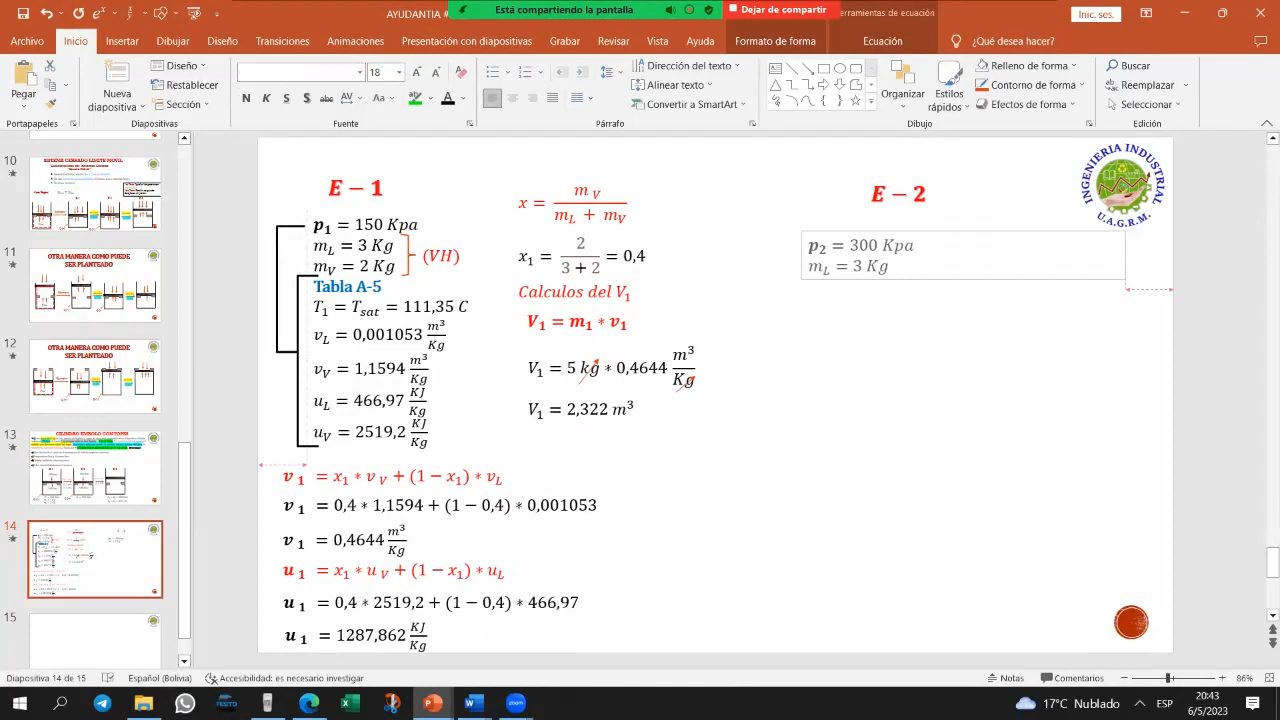 AYUDANTIA #
Está compartiendo la pantalla
Dejar de compartir
erramientas de ecuación
Inic. ses.
Archivo
Inicio
Insertar
Dibujar
Diseño
Transiciones
Animaciones
Presentación con diapositivas
Grabar
Revisar
Vista
Ayuda
Formato de forma
Ecuación
¿Qué desea hacer?
Pegar
Nueva diapositiva
Diseño
Restablecer
Sección
18
N K S S abc AV Aa
Dirección del texto
Alinear texto
Convertir a SmartArt
Organizar
Estilos rápidos
Relleno de forma
Contorno de forma
Efectos de forma
Buscar
Reemplazar
Seleccionar
Portapapeles
Diapositivas
Fuente
Párrafo
Dibujo
Edición
10
SISTEMA CERRADO LIMITE MOVIL
11
OTRA MANERA COMO PUEDE SER PLANTEADO
12
OTRA MANERA COMO PUEDE SER PLANTEADO
13
CILINDRO EMBOLO CON TOPES
14
15
E − 1
p₁ = 150 Kpa
m_L = 3 Kg
m_V = 2 Kg
(VH)
Tabla A-5
T₁ = T_sat = 111,35 C
v_L = 0,001053 m³/Kg
v_V = 1,1594 m³/Kg
u_L = 466,97 KJ/Kg
u_V = 2519,2 KJ/Kg
v₁ = x₁ ∗ v_V + (1 − x₁) ∗ v_L
v₁ = 0,4 ∗ 1,1594 + (1 − 0,4) ∗ 0,001053
v₁ = 0,4644 m³/Kg
u₁ = x₁ ∗ u_V + (1 − x₁) ∗ u_L
u₁ = 0,4 ∗ 2519,2 + (1 − 0,4) ∗ 466,97
u₁ = 1287,862 KJ/Kg
x = m_V / (m_L + m_V)
x₁ = 2 / (3 + 2) = 0,4
Calculos del V₁
V₁ = m₁ ∗ v₁
V₁ = 5 kg ∗ 0,4644 m³/Kg
V₁ = 2,322 m³
E − 2
p₂ = 300 Kpa
m_L = 3 Kg
INGENIERIA INDUSTRIAL
U.A.G.R.M.
Diapositiva 14 de 15
Español (Bolivia)
Accesibilidad: es necesario investigar
Notas
Comentarios
86%
FESTO
zoom
17°C Nublado
ESP
20:43
6/5/2023